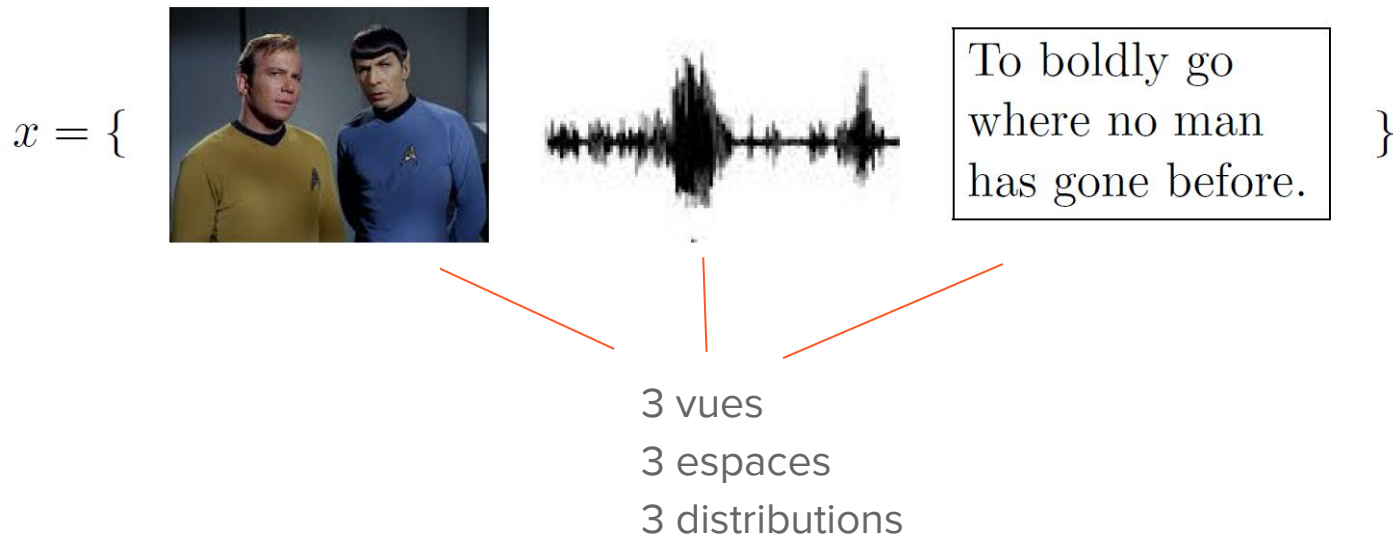 x = {
To boldly go
where no man
has gone before.
}
3 vues
3 espaces
3 distributions